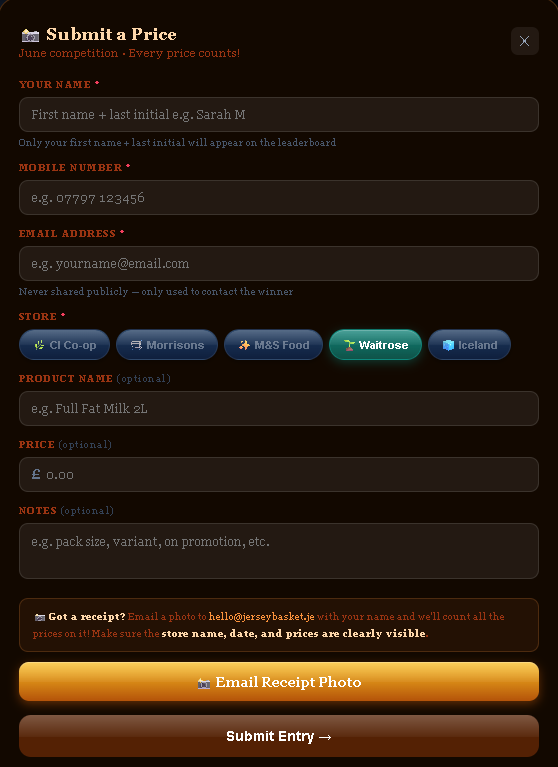 Submit a Price
June competition · Every price counts!
YOUR NAME *
First name + last initial e.g. Sarah M
Only your first name + last initial will appear on the leaderboard
MOBILE NUMBER *
e.g. 07797 123456
EMAIL ADDRESS *
e.g. yourname@email.com
Never shared publicly — only used to contact the winner
STORE *
CI Co-op Morrisons M&S Food Waitrose Iceland
PRODUCT NAME (optional)
e.g. Full Fat Milk 2L
PRICE (optional)
£ 0.00
NOTES (optional)
e.g. pack size, variant, on promotion, etc.
Got a receipt? Email a photo to hello@jerseybasket.je with your name and we'll count all the
prices on it! Make sure the store name, date, and prices are clearly visible.
Email Receipt Photo
Submit Entry →